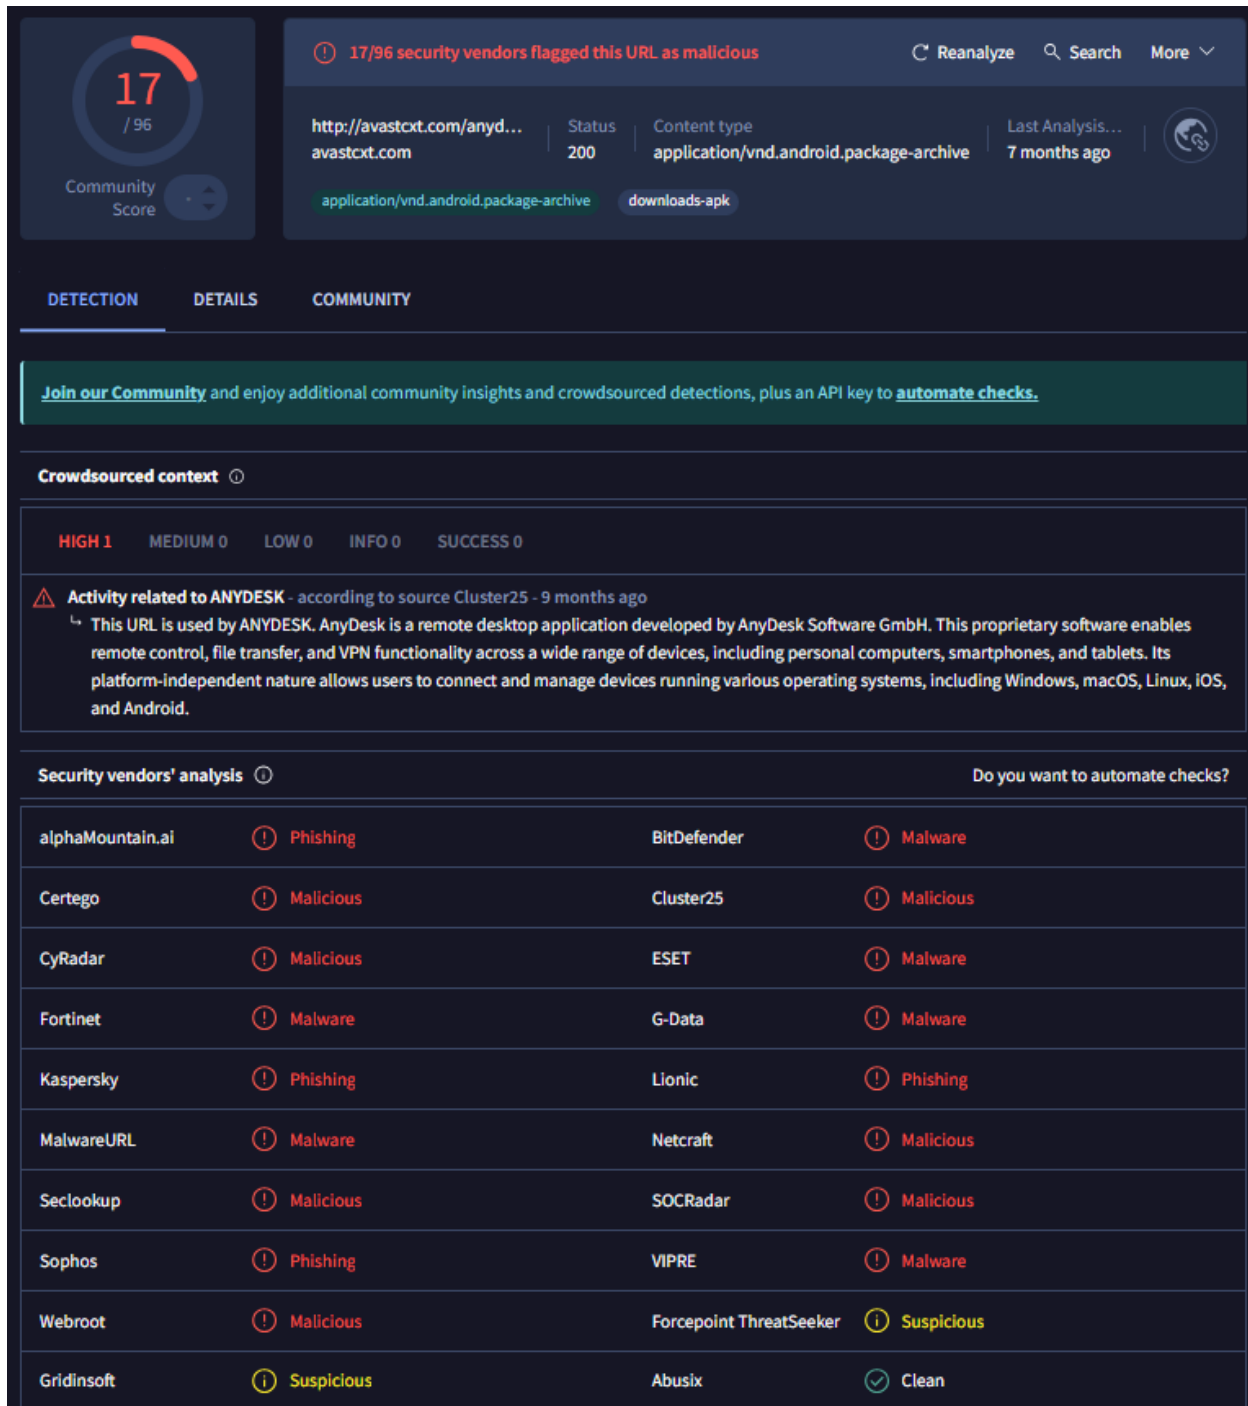 17
/ 96
Community
Score
-
17/96 security vendors flagged this URL as malicious
Reanalyze
Search
More
http://avastcxt.com/anyd...
avastcxt.com
Status
200
Content type
application/vnd.android.package-archive
Last Analysis...
7 months ago
application/vnd.android.package-archive
downloads-apk
DETECTION
DETAILS
COMMUNITY
Join our Community and enjoy additional community insights and crowdsourced detections, plus an API key to automate checks.
Crowdsourced context
HIGH 1
MEDIUM 0
LOW 0
INFO 0
SUCCESS 0
Activity related to ANYDESK - according to source Cluster25 - 9 months ago
This URL is used by ANYDESK. AnyDesk is a remote desktop application developed by AnyDesk Software GmbH. This proprietary software enables
remote control, file transfer, and VPN functionality across a wide range of devices, including personal computers, smartphones, and tablets. Its
platform-independent nature allows users to connect and manage devices running various operating systems, including Windows, macOS, Linux, iOS,
and Android.
Security vendors' analysis
Do you want to automate checks?
alphaMountain.ai Phishing BitDefender Malware
Certego Malicious Cluster25 Malicious
CyRadar Malicious ESET Malware
Fortinet Malware G-Data Malware
Kaspersky Phishing Lionic Phishing
MalwareURL Malware Netcraft Malicious
Seclookup Malicious SOCRadar Malicious
Sophos Phishing VIPRE Malware
Webroot Malicious Forcepoint ThreatSeeker Suspicious
Gridinsoft Suspicious Abusix Clean